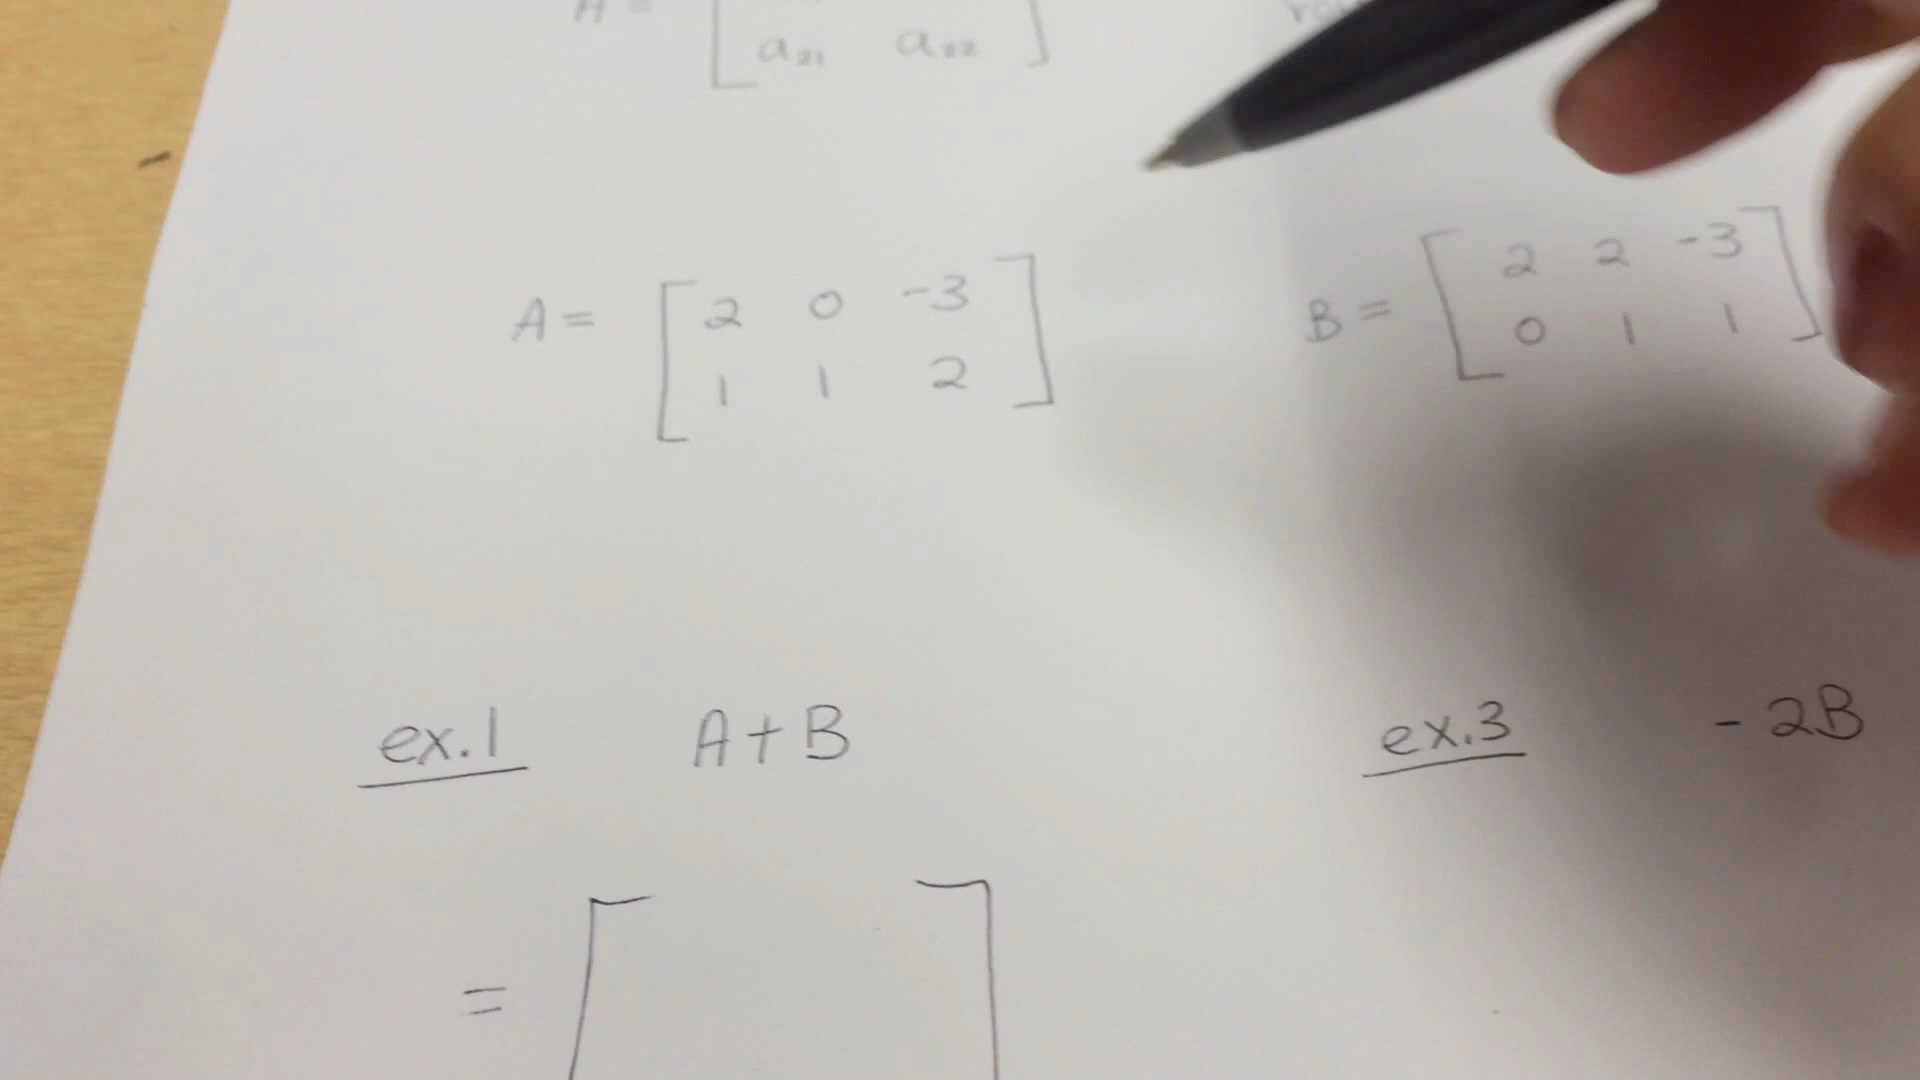 A =
a₂₁ a₂₂
A = [ 2 0 -3 ] B = [ 2 2 -3 ]
1 1 2 0 1 1
ex.1 A + B ex.3 - 2B
= [ ]